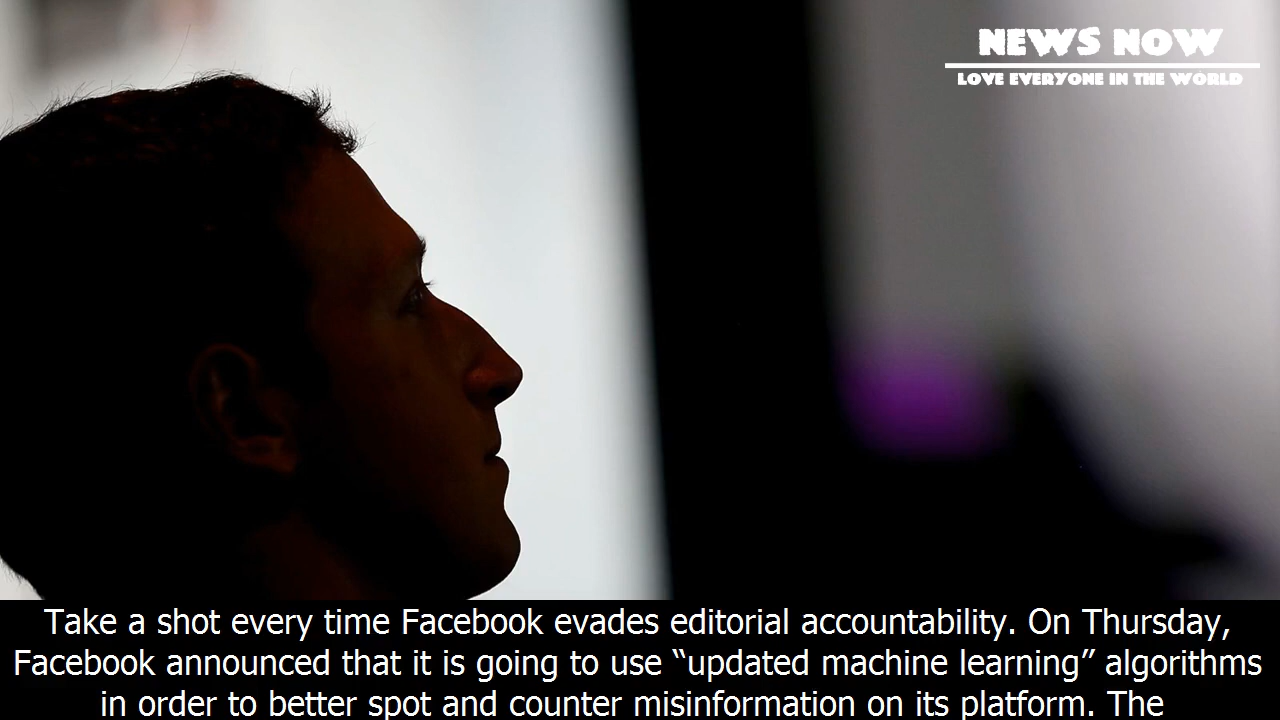 NEWS NOW
LOVE EVERYONE IN THE WORLD
Take a shot every time Facebook evades editorial accountability. On Thursday,
Facebook announced that it is going to use “updated machine learning” algorithms
in order to better spot and counter misinformation on its platform. The